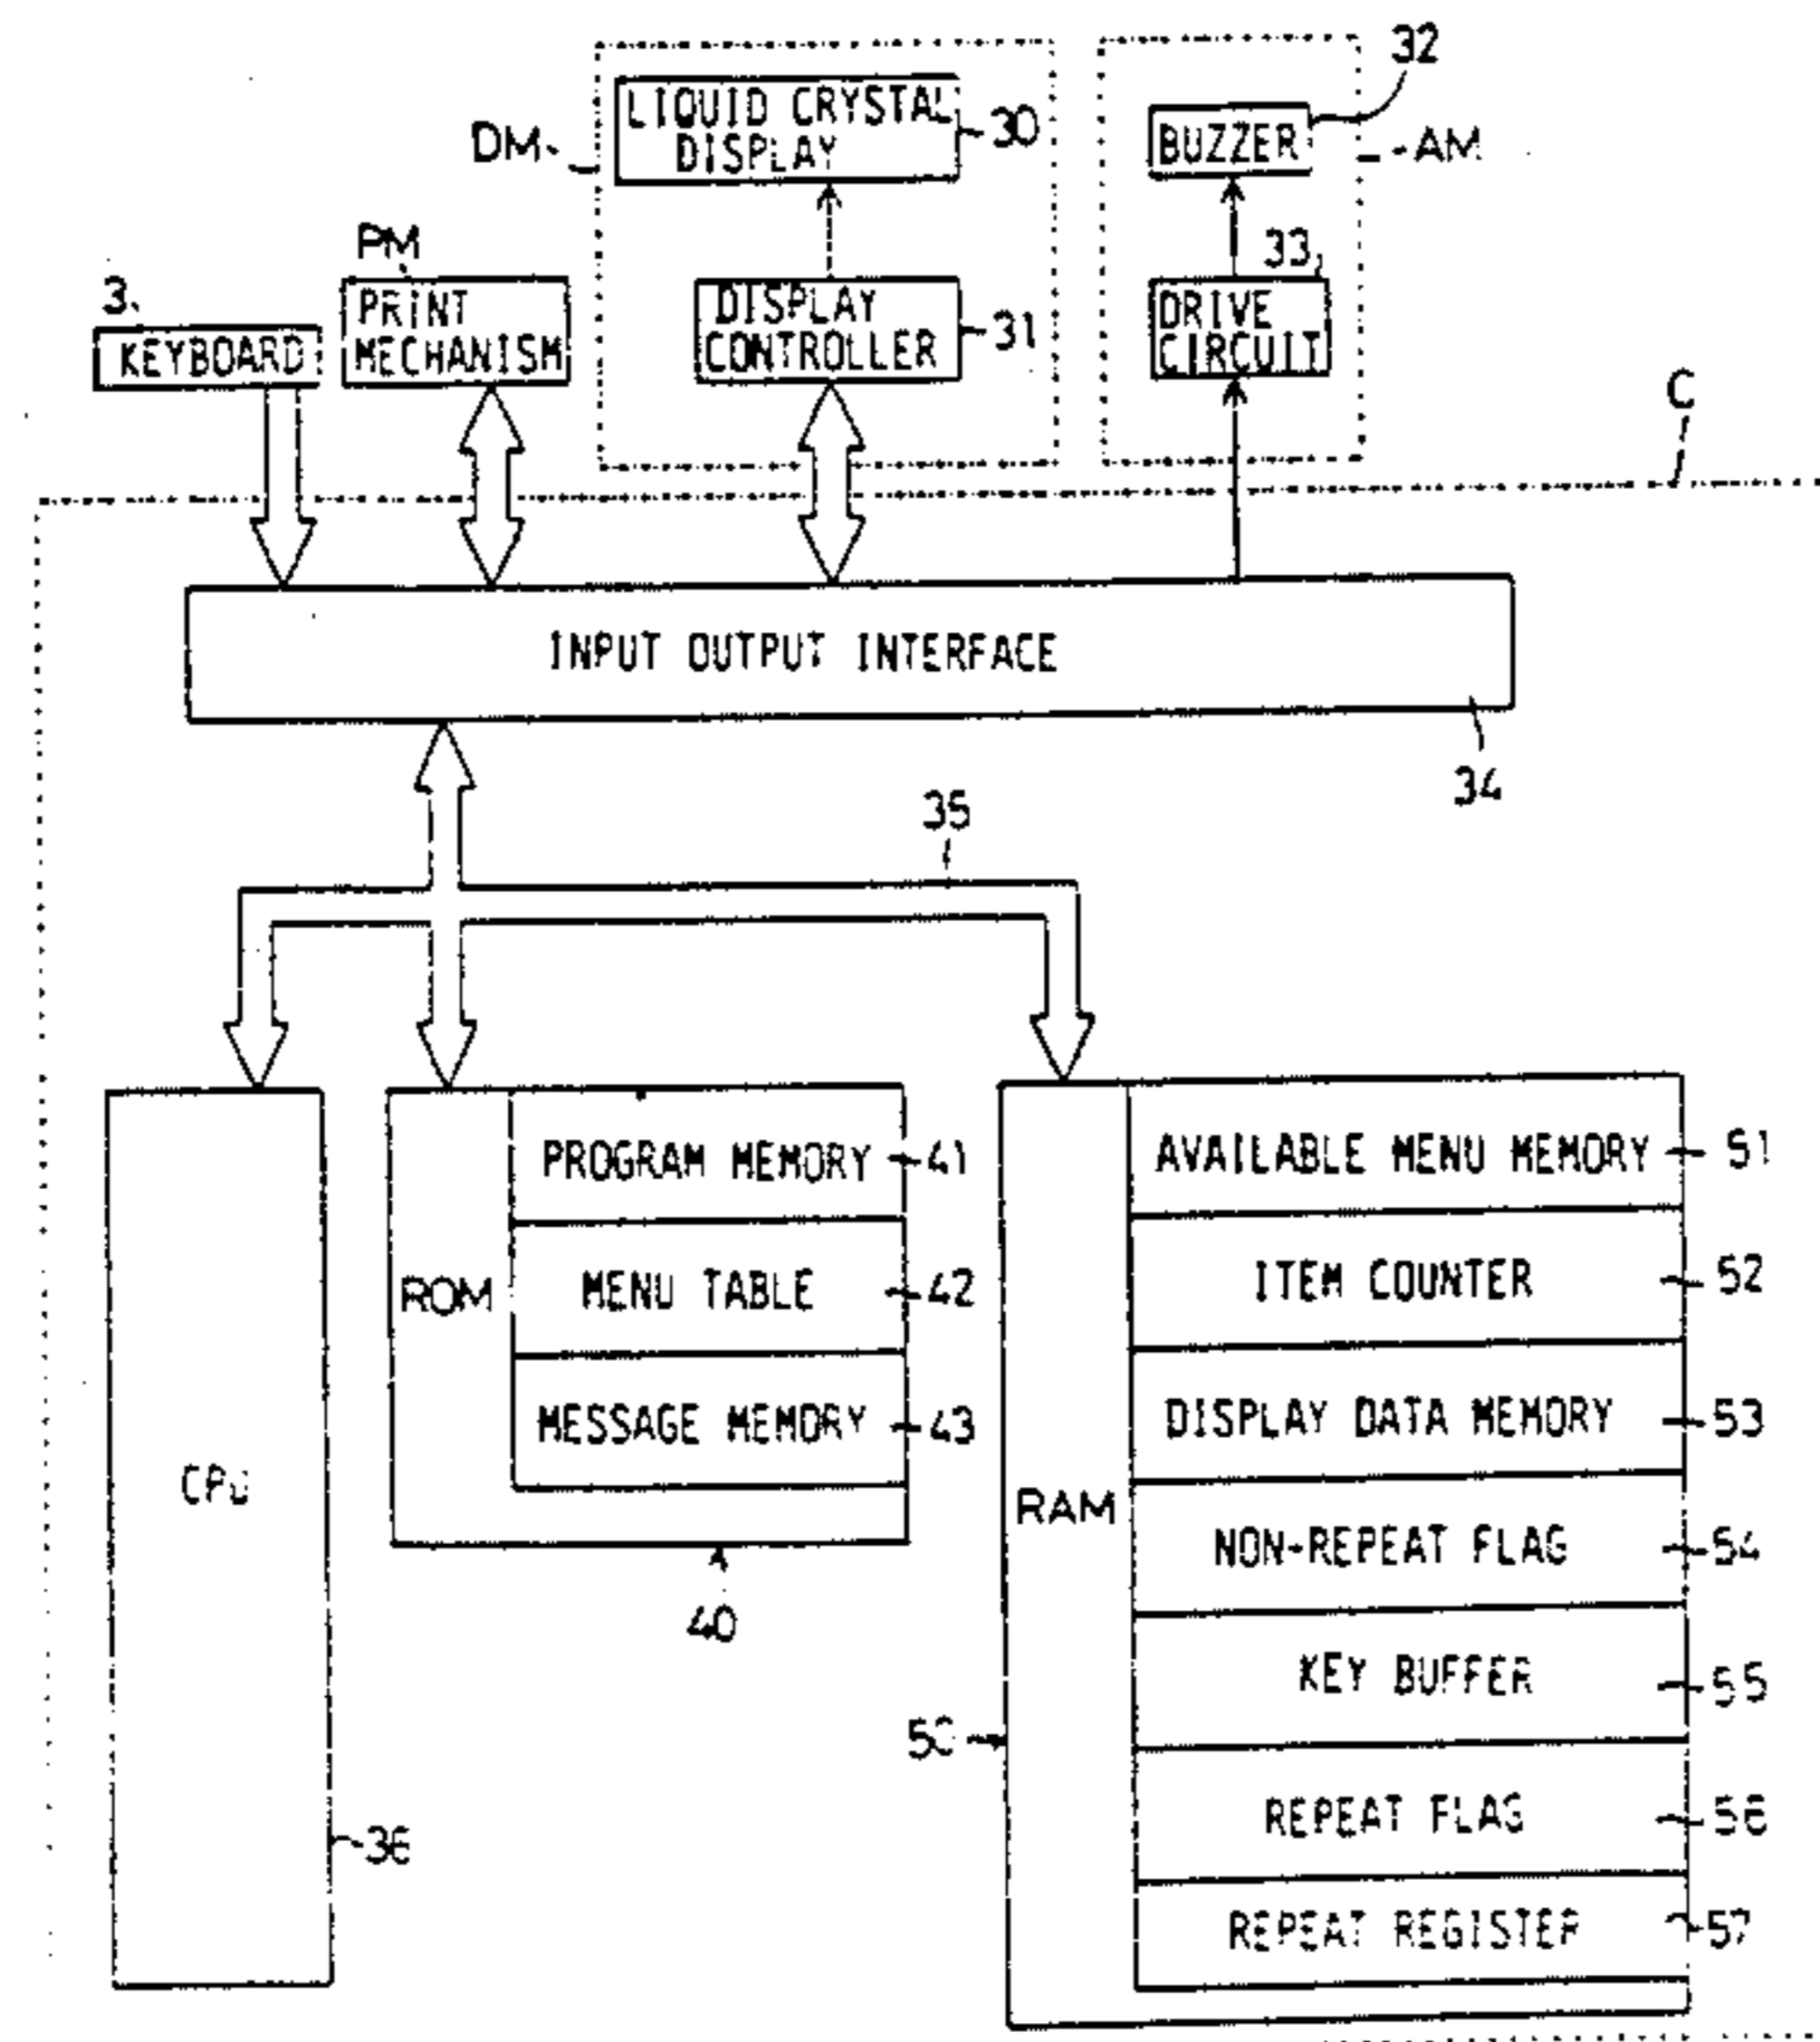 32
LIQUID CRYSTAL
DISPLAY
30
DM
BUZZER
AM
PM
33
3
PRINT
MECHANISM
KEYBOARD
DISPLAY
CONTROLLER
31
DRIVE
CIRCUIT
C
INPUT OUTPUT INTERFACE
34
35
PROGRAM MEMORY
41
AVAILABLE MENU MEMORY
51
ROM
MENU TABLE
42
ITEM COUNTER
52
MESSAGE MEMORY
43
DISPLAY DATA MEMORY
53
CPU
RAM
NON-REPEAT FLAG
54
40
KEY BUFFER
55
50
REPEAT FLAG
56
36
REPEAT REGISTER
57